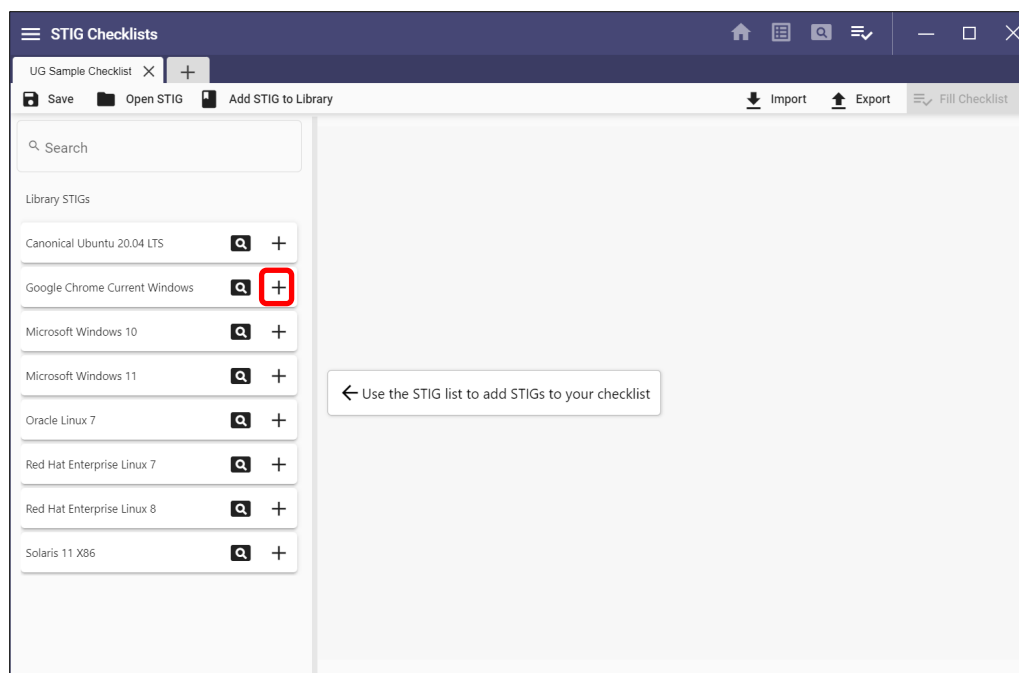 STIG Checklists
UG Sample Checklist
Save Open STIG Add STIG to Library Import Export Fill Checklist
Search
Library STIGs
Canonical Ubuntu 20.04 LTS
Google Chrome Current Windows
Microsoft Windows 10
Microsoft Windows 11
Use the STIG list to add STIGs to your checklist
Oracle Linux 7
Red Hat Enterprise Linux 7
Red Hat Enterprise Linux 8
Solaris 11 X86